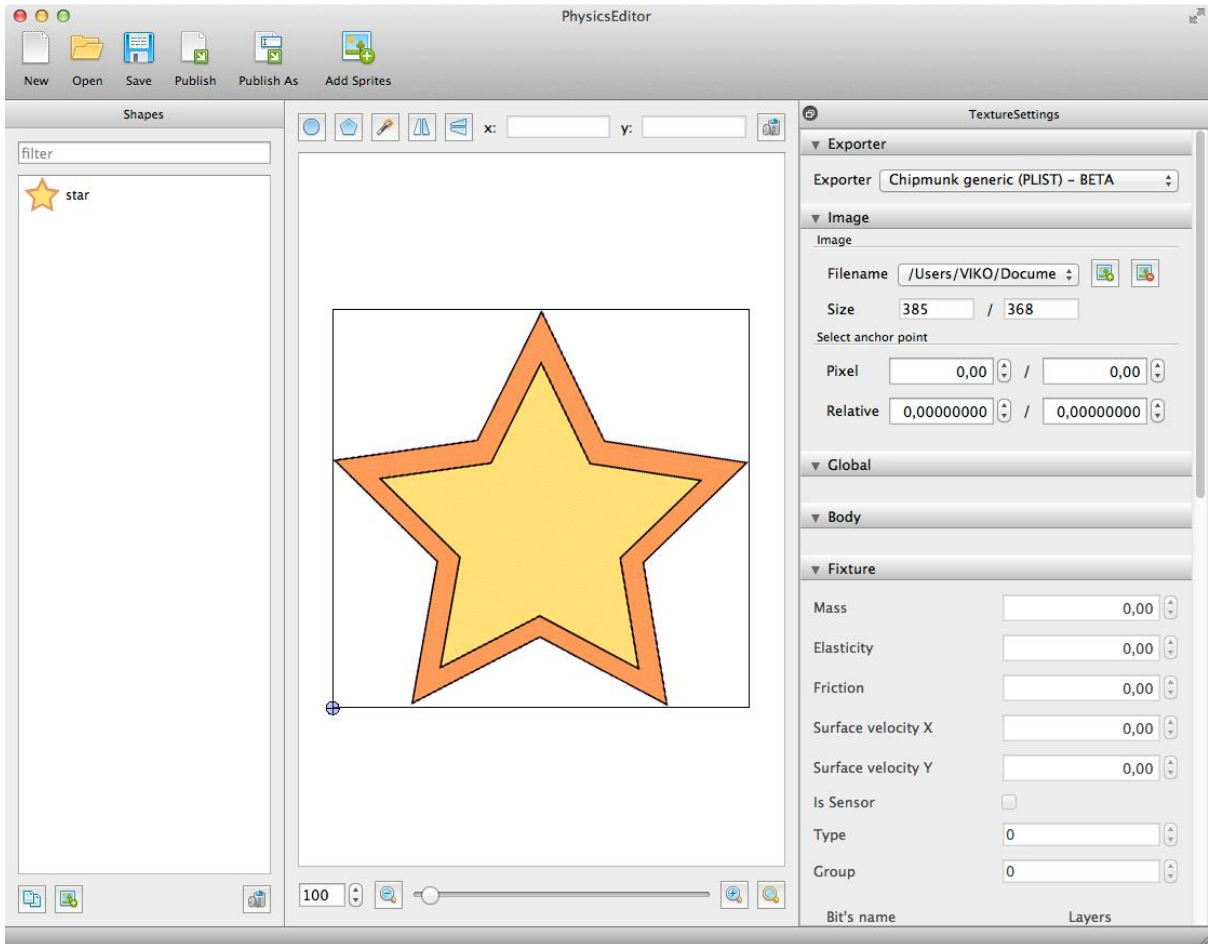 PhysicsEditor
New Open Save Publish Publish As Add Sprites
Shapes
filter
star
x: y:
100
TextureSettings
Exporter
Exporter Chipmunk generic (PLIST) – BETA
Image
Image
Filename /Users/VIKO/Docume
Size 385 / 368
Select anchor point
Pixel 0,00 / 0,00
Relative 0,00000000 / 0,00000000
Global
Body
Fixture
Mass 0,00
Elasticity 0,00
Friction 0,00
Surface velocity X 0,00
Surface velocity Y 0,00
Is Sensor
Type 0
Group 0
Bit's name Layers